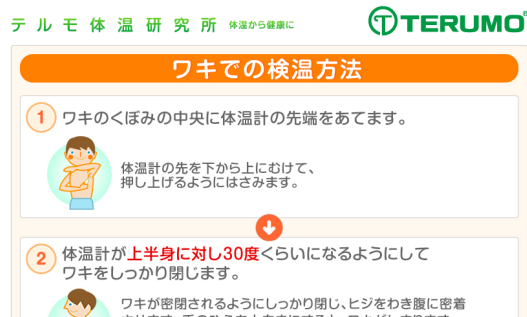 テルモ体温研究所 体温から健康に
TERUMO
ワキでの検温方法
1 ワキのくぼみの中央に体温計の先端をあてます。
体温計の先を下から上にむけて、
押し上げるようにはさみます。
2 体温計が上半身に対し30度くらいになるようにして
ワキをしっかり閉じます。
ワキが密閉されるようにしっかり閉じ、ヒジをわき腹に密着